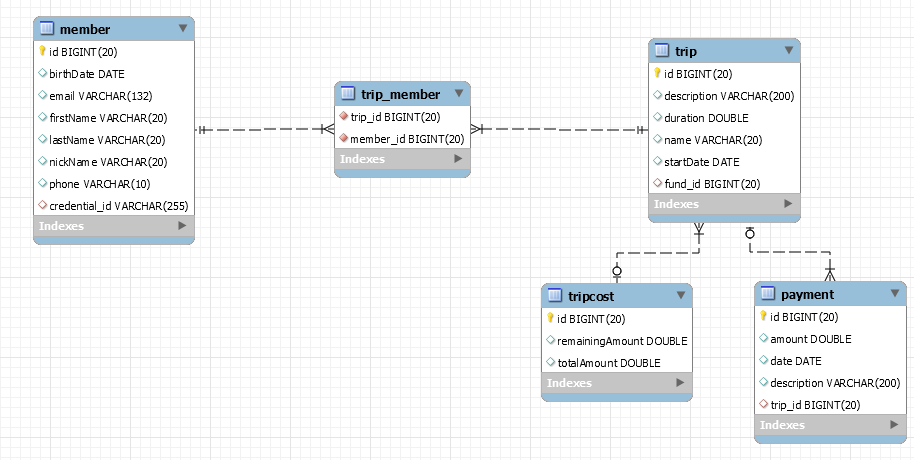 member
id BIGINT(20)
birthDate DATE
email VARCHAR(132)
firstName VARCHAR(20)
lastName VARCHAR(20)
nickName VARCHAR(20)
phone VARCHAR(10)
credential_id VARCHAR(255)
Indexes
trip_member
trip_id BIGINT(20)
member_id BIGINT(20)
Indexes
trip
id BIGINT(20)
description VARCHAR(200)
duration DOUBLE
name VARCHAR(20)
startDate DATE
fund_id BIGINT(20)
Indexes
tripcost
id BIGINT(20)
remainingAmount DOUBLE
totalAmount DOUBLE
Indexes
payment
id BIGINT(20)
amount DOUBLE
date DATE
description VARCHAR(200)
trip_id BIGINT(20)
Indexes